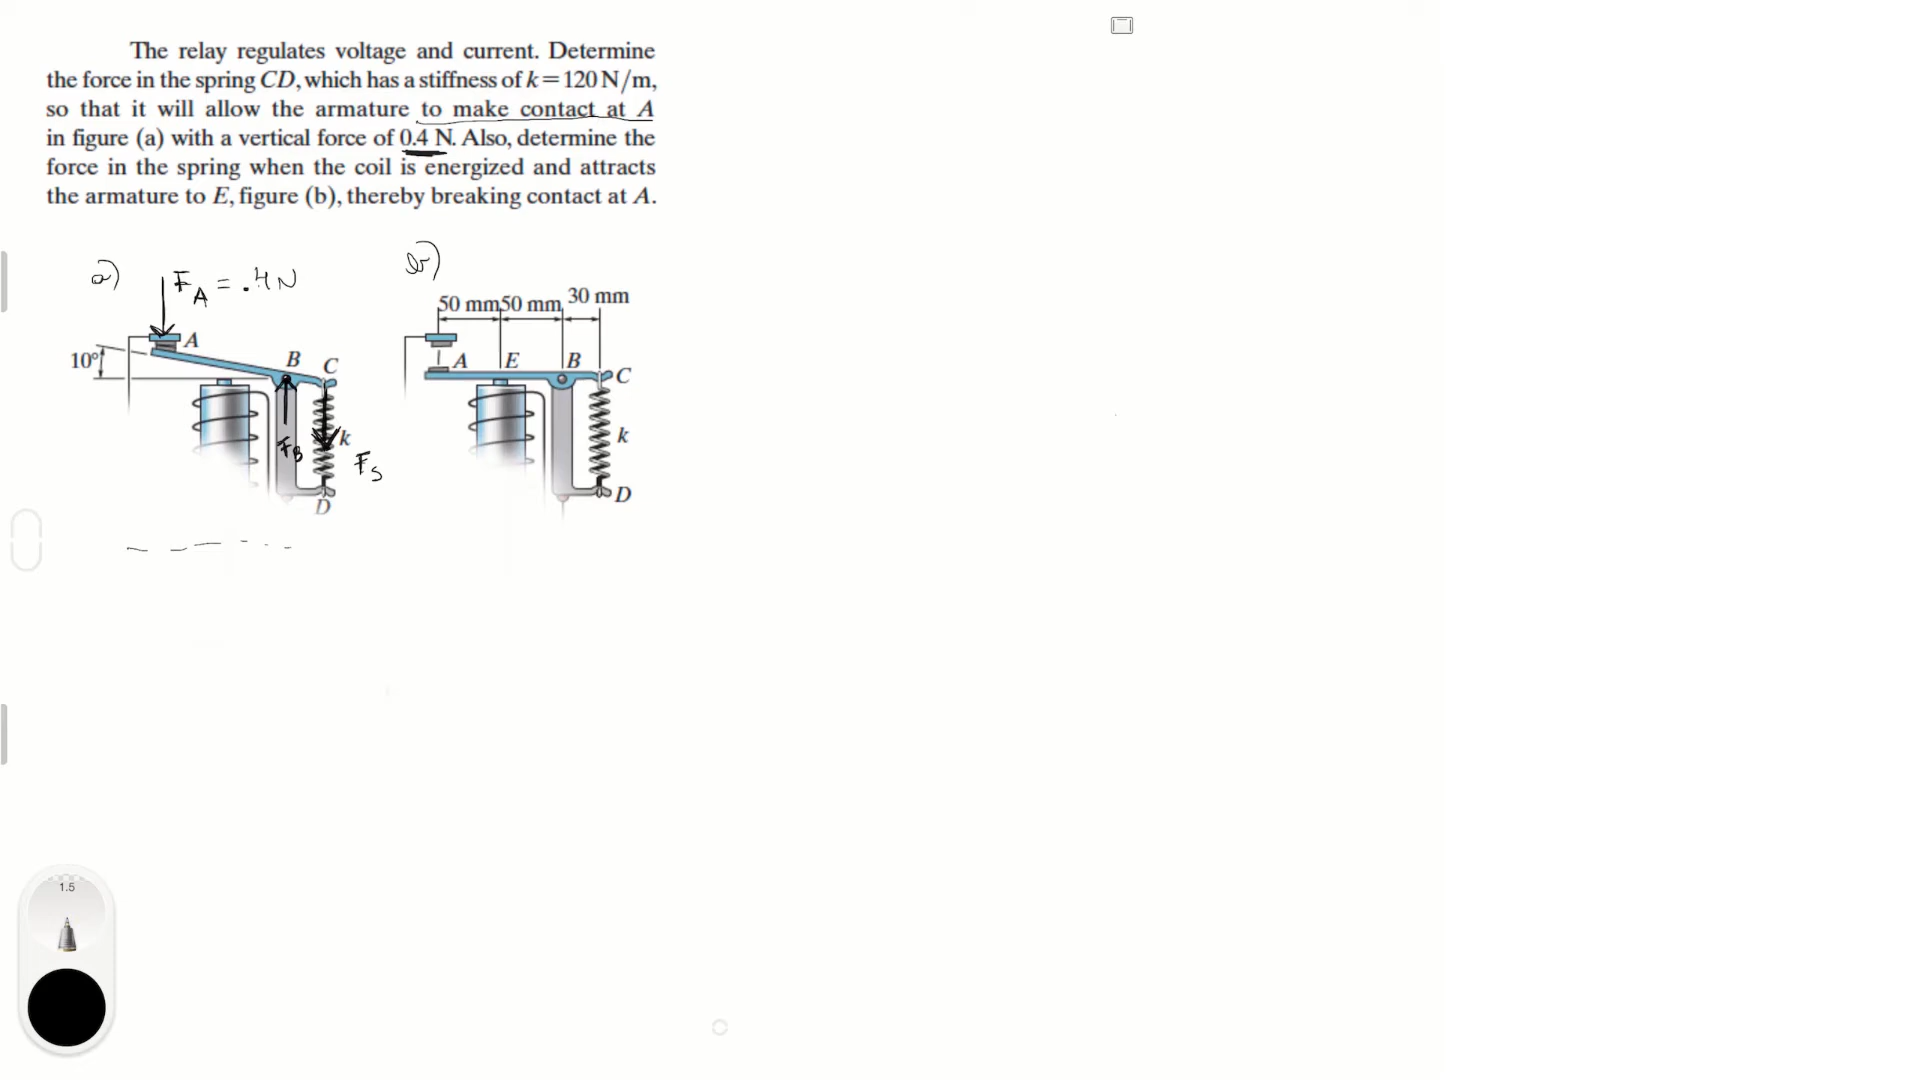 The relay regulates voltage and current. Determine
the force in the spring CD, which has a stiffness of k = 120 N/m,
so that it will allow the armature to make contact at A
in figure (a) with a vertical force of 0.4 N. Also, determine the
force in the spring when the coil is energized and attracts
the armature to E, figure (b), thereby breaking contact at A.
a)
F_A = .4N
b)
50 mm 50 mm 30 mm
A
10°
B
C
A
E
B
C
k
F_B
F_S
D
k
D
1.5